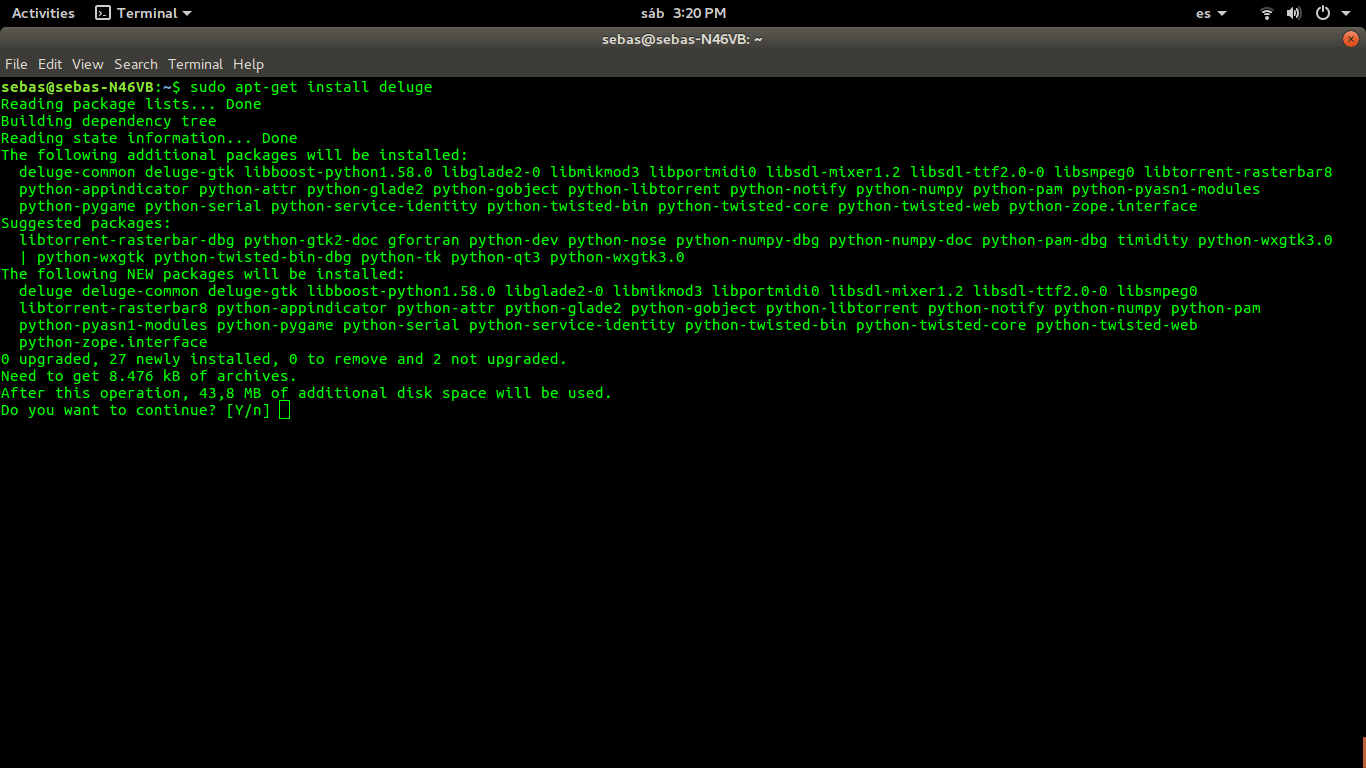 Activities Terminal sáb 3:20 PM es
sebas@sebas-N46VB: ~
File Edit View Search Terminal Help
sebas@sebas-N46VB:~$ sudo apt-get install deluge
Reading package lists... Done
Building dependency tree
Reading state information... Done
The following additional packages will be installed:
  deluge-common deluge-gtk libboost-python1.58.0 libglade2-0 libmikmod3 libportmidi0 libsdl-mixer1.2 libsdl-ttf2.0-0 libsmpeg0 libtorrent-rasterbar8
  python-appindicator python-attr python-glade2 python-gobject python-libtorrent python-notify python-numpy python-pam python-pyasn1-modules
  python-pygame python-serial python-service-identity python-twisted-bin python-twisted-core python-twisted-web python-zope.interface
Suggested packages:
  libtorrent-rasterbar-dbg python-gtk2-doc gfortran python-dev python-nose python-numpy-dbg python-numpy-doc python-pam-dbg timidity python-wxgtk3.0
  | python-wxgtk python-twisted-bin-dbg python-tk python-qt3 python-wxgtk3.0
The following NEW packages will be installed:
  deluge deluge-common deluge-gtk libboost-python1.58.0 libglade2-0 libmikmod3 libportmidi0 libsdl-mixer1.2 libsdl-ttf2.0-0 libsmpeg0
  libtorrent-rasterbar8 python-appindicator python-attr python-glade2 python-gobject python-libtorrent python-notify python-numpy python-pam
  python-pyasn1-modules python-pygame python-serial python-service-identity python-twisted-bin python-twisted-core python-twisted-web
  python-zope.interface
0 upgraded, 27 newly installed, 0 to remove and 2 not upgraded.
Need to get 8.476 kB of archives.
After this operation, 43,8 MB of additional disk space will be used.
Do you want to continue? [Y/n]